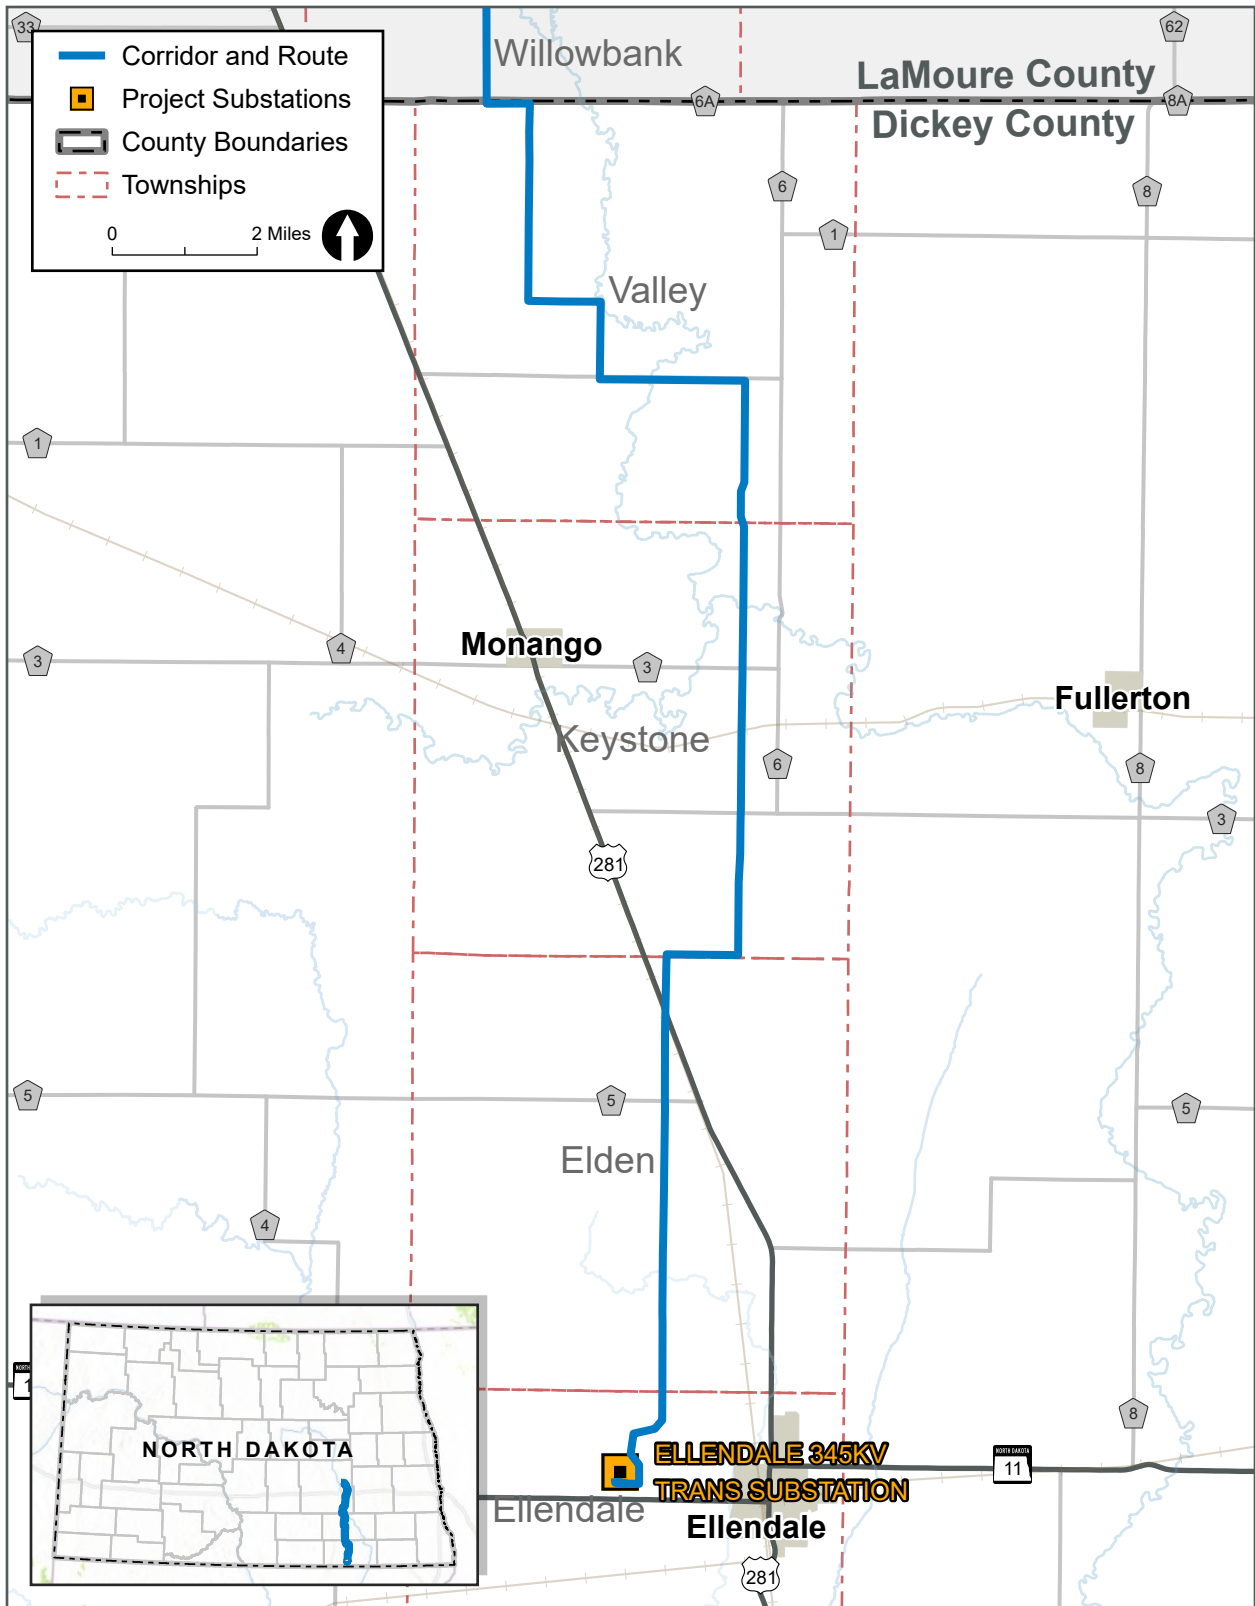 33
62
Willowbank
Corridor and Route
Project Substations
County Boundaries
Townships
0 2 Miles
LaMoure County
6A
8A
Dickey County
6
8
1
Valley
1
4
Monango
3
3
Fullerton
Keystone
6
8
3
281
5
5
5
Elden
4
NORTH DAKOTA
8
ELLENDALE 345KV
TRANS SUBSTATION
NORTH DAKOTA
11
Ellendale
Ellendale
281